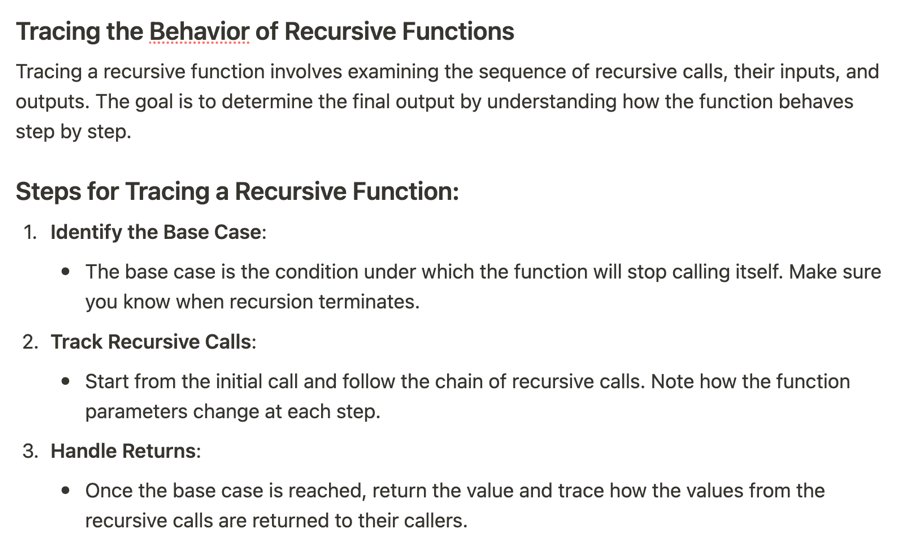 Tracing the Behavior of Recursive Functions
Tracing a recursive function involves examining the sequence of recursive calls, their inputs, and
outputs. The goal is to determine the final output by understanding how the function behaves
step by step.
Steps for Tracing a Recursive Function:
1. Identify the Base Case:
• The base case is the condition under which the function will stop calling itself. Make sure
you know when recursion terminates.
2. Track Recursive Calls:
• Start from the initial call and follow the chain of recursive calls. Note how the function
parameters change at each step.
3. Handle Returns:
• Once the base case is reached, return the value and trace how the values from the
recursive calls are returned to their callers.